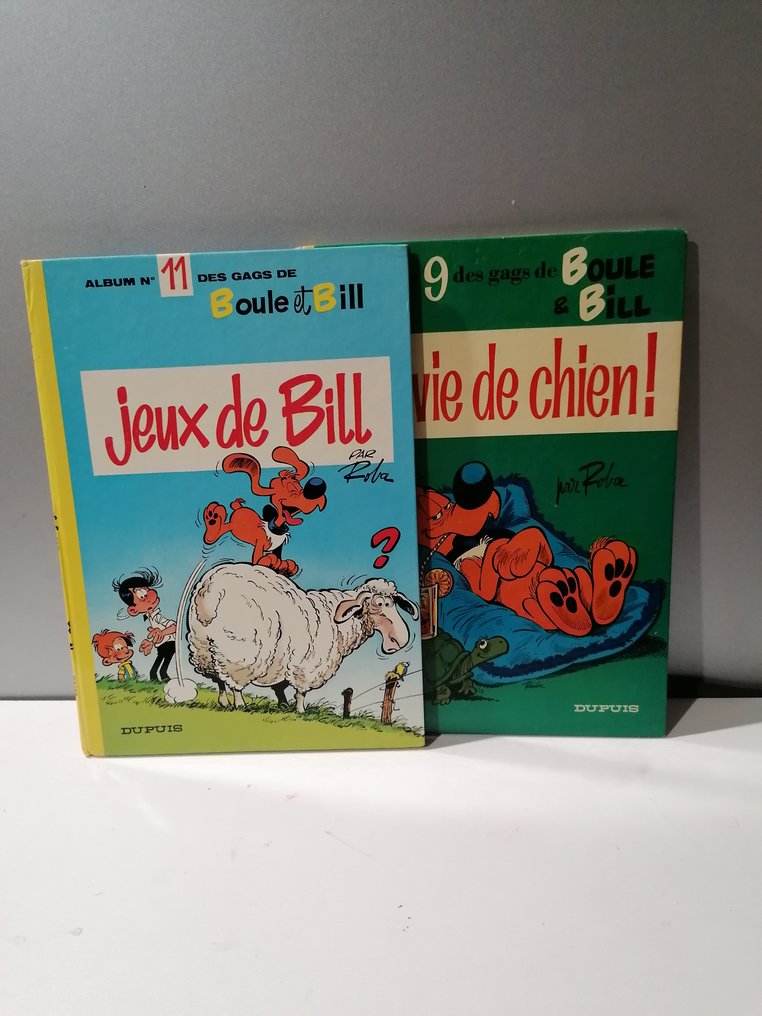 ALBUM N° 11 DES GAGS DE
Boule et Bill
jeux de Bill
PAR
Roba
?
DUPUIS
9 des gags de BOULE
& BILL
vie de chien!
par Roba
DUPUIS